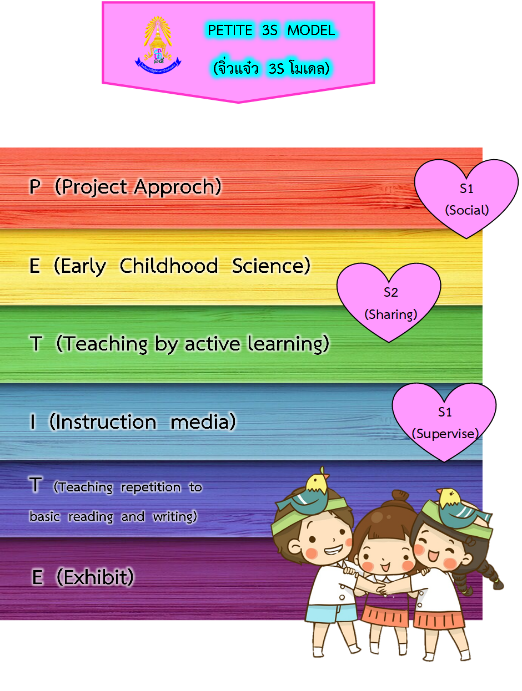 PETITE 3S MODEL
(จิ๋วแจ๋ว 3S โมเดล)
P (Project Approch)
S1
(Social)
E (Early Childhood Science)
S2
(Sharing)
T (Teaching by active learning)
I (Instruction media)
S1
(Supervise)
T (Teaching repetition to
basic reading and writing)
E (Exhibit)